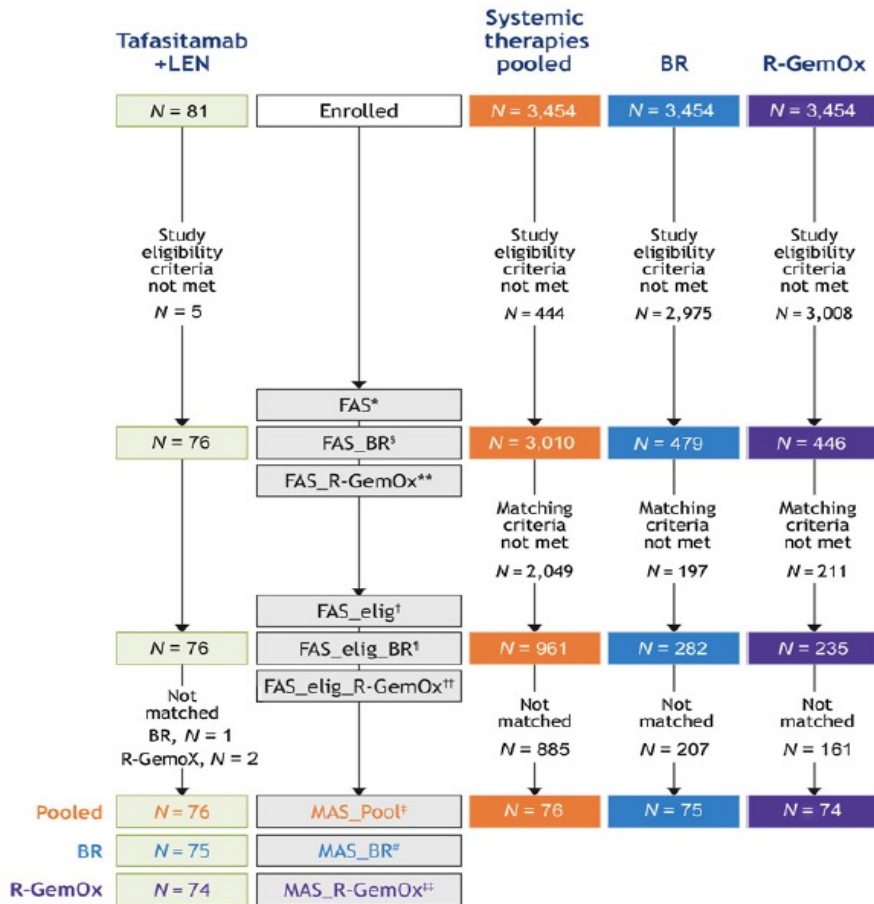 Tafasitamab
+LEN
Systemic
therapies
pooled
BR
R-GemOx
N = 81
Enrolled
N = 3,454
N = 3,454
N = 3,454
Study
eligibility
criteria
not met
N = 5
Study
eligibility
criteria
not met
N = 444
Study
eligibility
criteria
not met
N = 2,975
Study
eligibility
criteria
not met
N = 3,008
FAS*
N = 76
FAS_BR§
N = 3,010
N = 479
N = 446
FAS_R-GemOx**
Matching
criteria
not met
N = 2,049
Matching
criteria
not met
N = 197
Matching
criteria
not met
N = 211
FAS_elig†
N = 76
FAS_elig_BR¶
N = 961
N = 282
N = 235
FAS_elig_R-GemOx††
Not
matched
BR, N = 1
R-GemoX, N = 2
Not
matched
N = 885
Not
matched
N = 207
Not
matched
N = 161
Pooled
N = 76
MAS_Pool‡
N = 76
N = 75
N = 74
BR
N = 75
MAS_BR#
R-GemOx
N = 74
MAS_R-GemOx‡‡